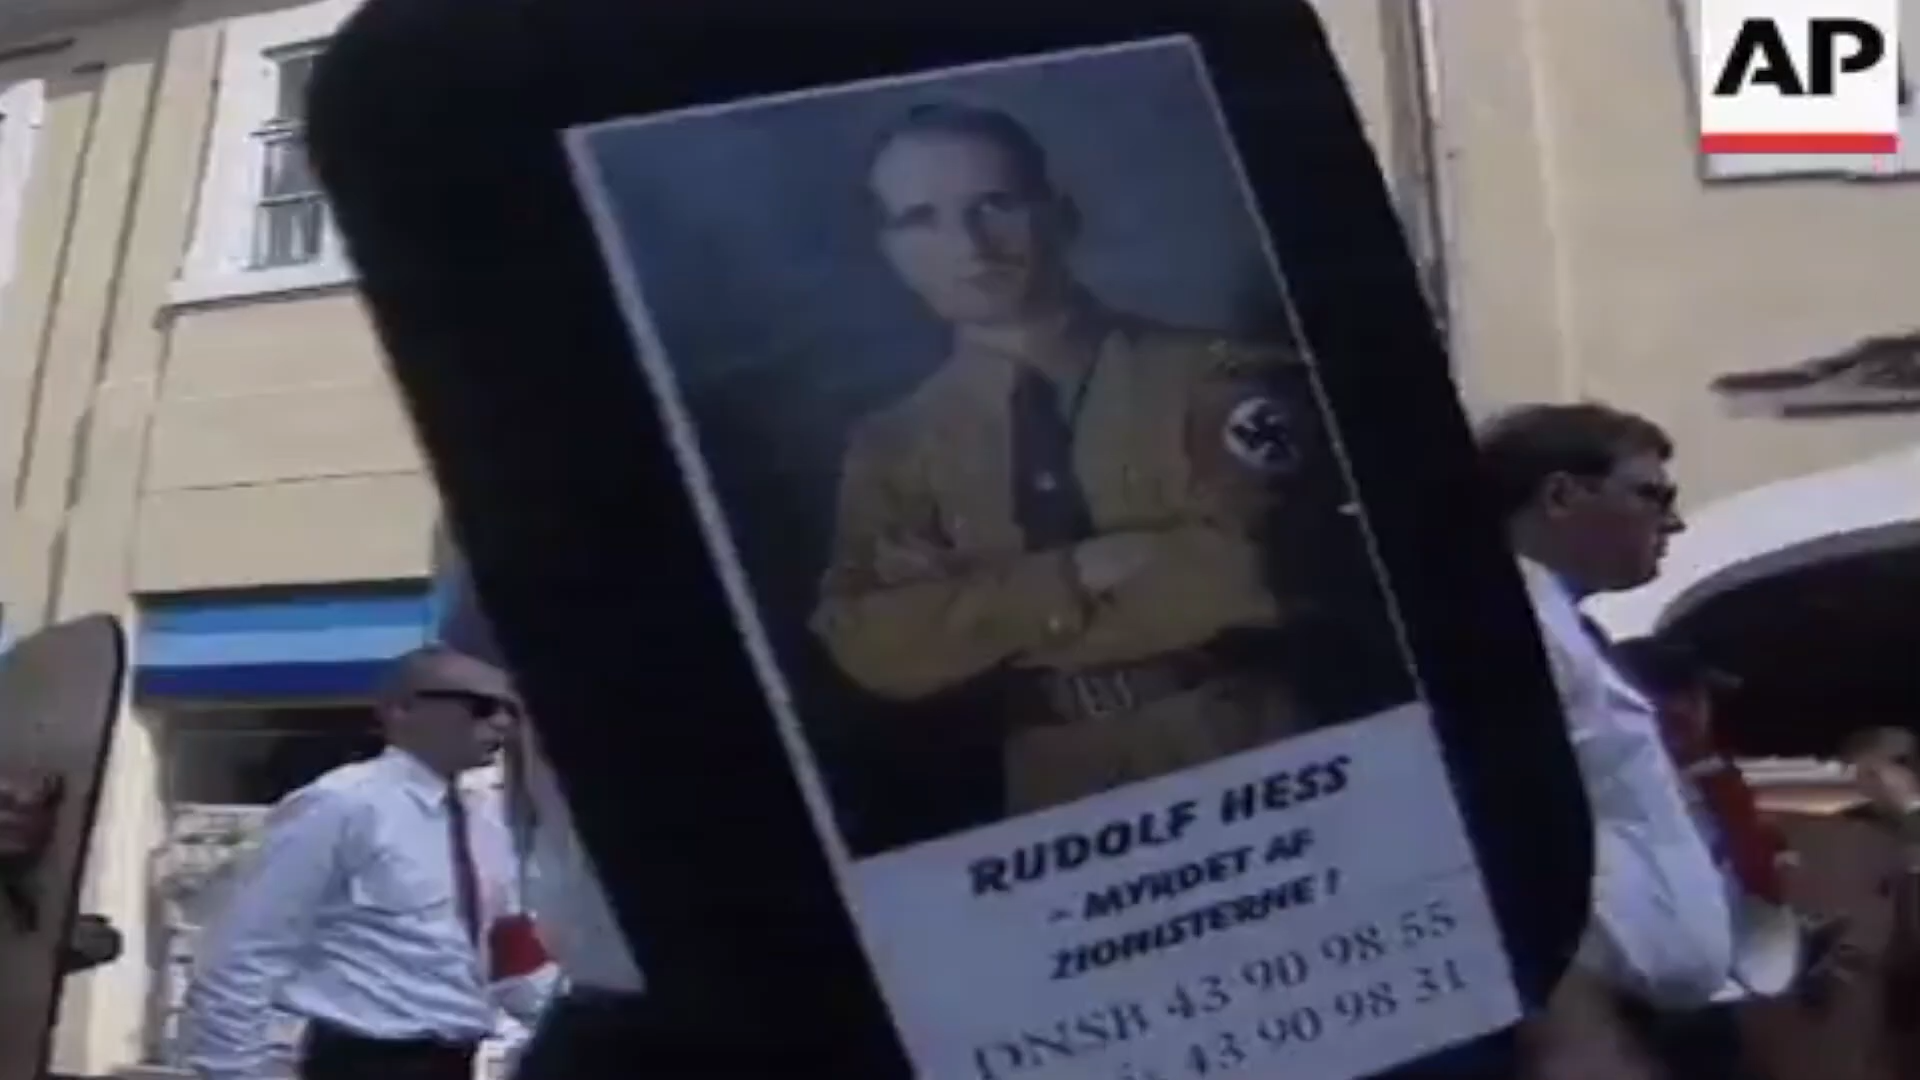 AP
RUDOLF HESS
- MYRDET AF
ZIONISTERNE!
DNSB 43 90 98 55
43 90 98 31